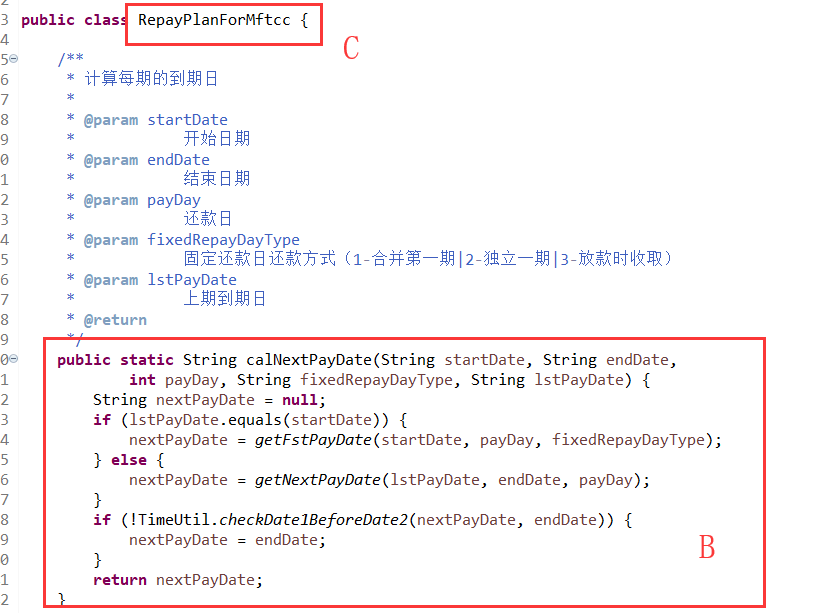 3 public class RepayPlanForMftcc {
C
4
5 /**
6 * 计算每期的到期日
7 *
8 * @param startDate
9 * 开始日期
0 * @param endDate
1 * 结束日期
2 * @param payDay
3 * 还款日
4 * @param fixedRepayDayType
5 * 固定还款日还款方式（1-合并第一期|2-独立一期|3-放款时收取）
6 * @param lstPayDate
7 * 上期到期日
8 * @return
9 */
0 public static String calNextPayDate(String startDate, String endDate,
1 int payDay, String fixedRepayDayType, String lstPayDate) {
2 String nextPayDate = null;
3 if (lstPayDate.equals(startDate)) {
4 nextPayDate = getFstPayDate(startDate, payDay, fixedRepayDayType);
5 } else {
6 nextPayDate = getNextPayDate(lstPayDate, endDate, payDay);
7 }
8 if (!TimeUtil.checkDate1BeforeDate2(nextPayDate, endDate)) {
9 nextPayDate = endDate;
0 }
B
1 return nextPayDate;
2 }